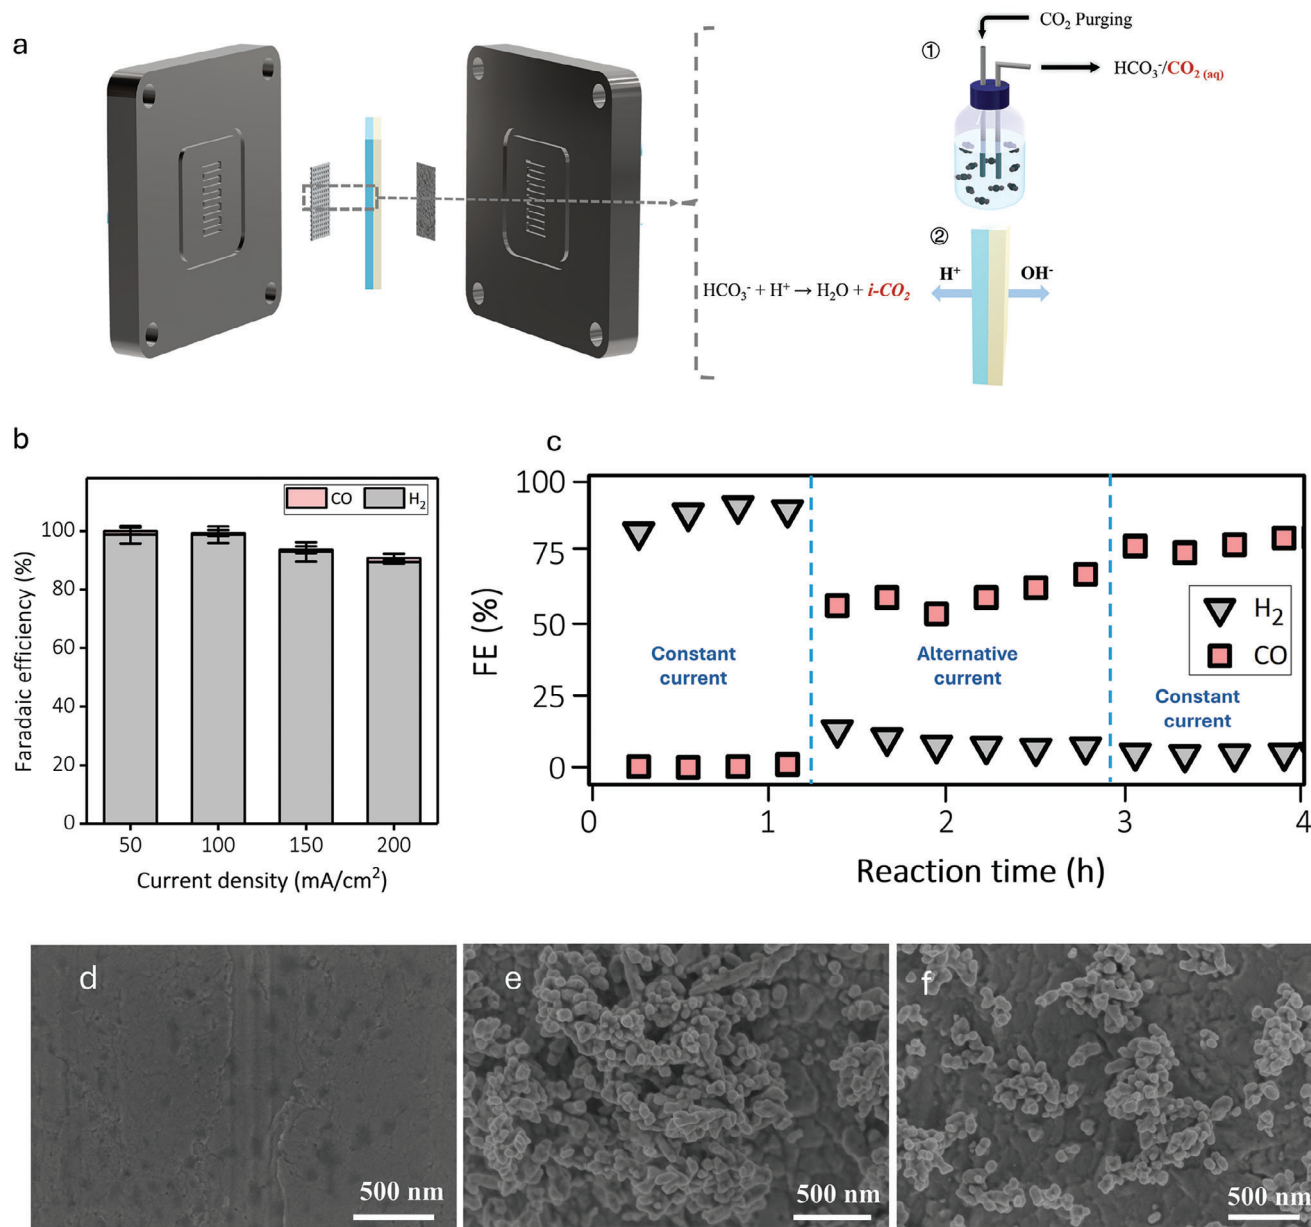 a
CO₂ Purging
①
HCO₃⁻/CO₂ (aq)
②
H⁺
OH⁻
HCO₃⁻ + H⁺ → H₂O + i-CO₂
b
CO
H₂
Faradaic efficiency (%)
100
80
60
40
20
0
50
100
150
200
Current density (mA/cm²)
c
FE (%)
100
75
50
25
0
Constant
current
Alternative
current
H₂
CO
Constant
current
0
1
2
3
4
Reaction time (h)
d
500 nm
e
500 nm
f
500 nm